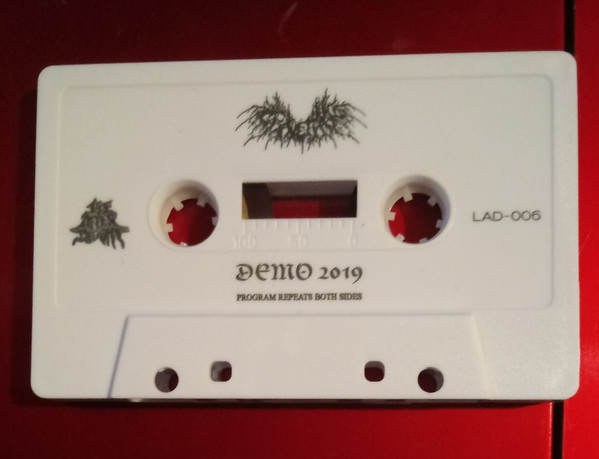 LAD-006
100 50 0
DEMO 2019
PROGRAM REPEATS BOTH SIDES